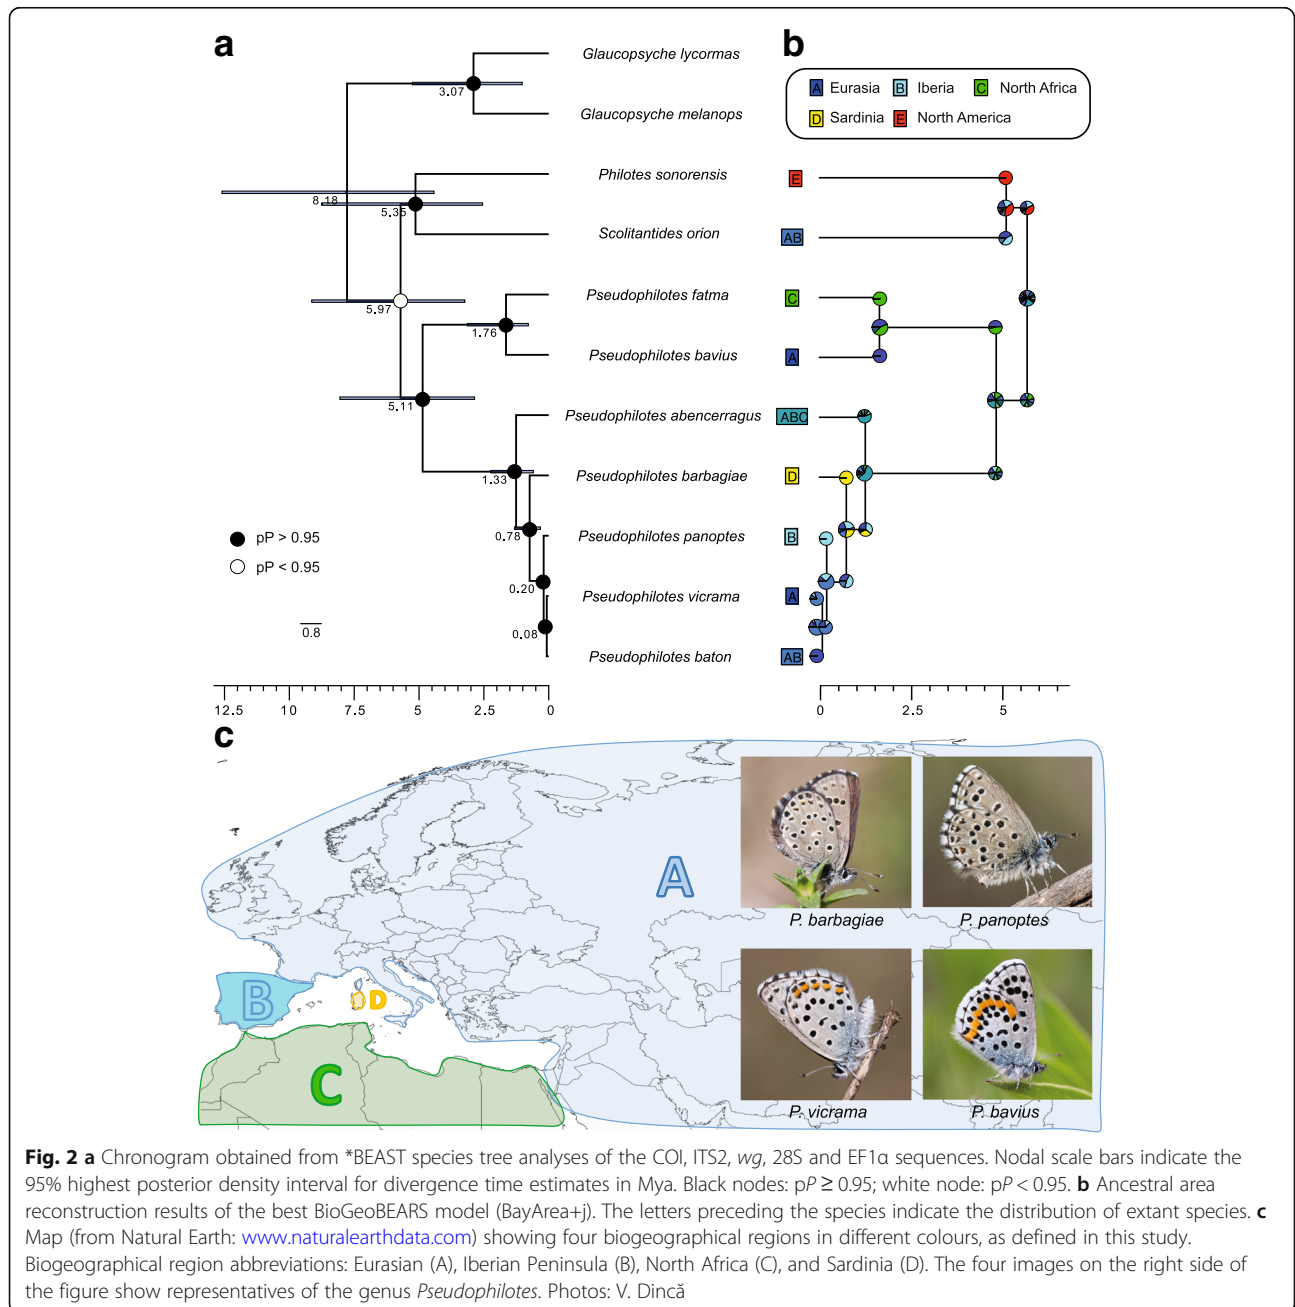 a
b
Glaucopsyche lycormas
Glaucopsyche melanops
Philotes sonorensis
Scolitantides orion
Pseudophilotes fatma
Pseudophilotes bavius
Pseudophilotes abencerragus
Pseudophilotes barbagiae
Pseudophilotes panoptes
Pseudophilotes vicrama
Pseudophilotes baton
3.07
8.18
5.35
5.97
1.76
5.11
1.33
0.78
0.20
0.08
pP > 0.95
pP < 0.95
0.8
12.5 10 7.5 5 2.5 0
A Eurasia B Iberia C North Africa
D Sardinia E North America
E
AB
C
A
ABC
D
B
A
AB
0 2.5 5
c
A
B
D
C
P. barbagiae P. panoptes
P. vicrama P. bavius
Fig. 2 a Chronogram obtained from *BEAST species tree analyses of the COI, ITS2, wg, 28S and EF1α sequences. Nodal scale bars indicate the
95% highest posterior density interval for divergence time estimates in Mya. Black nodes: pP ≥ 0.95; white node: pP < 0.95. b Ancestral area
reconstruction results of the best BioGeoBEARS model (BayArea+j). The letters preceding the species indicate the distribution of extant species. c
Map (from Natural Earth: www.naturalearthdata.com) showing four biogeographical regions in different colours, as defined in this study.
Biogeographical region abbreviations: Eurasian (A), Iberian Peninsula (B), North Africa (C), and Sardinia (D). The four images on the right side of
the figure show representatives of the genus Pseudophilotes. Photos: V. Dincă